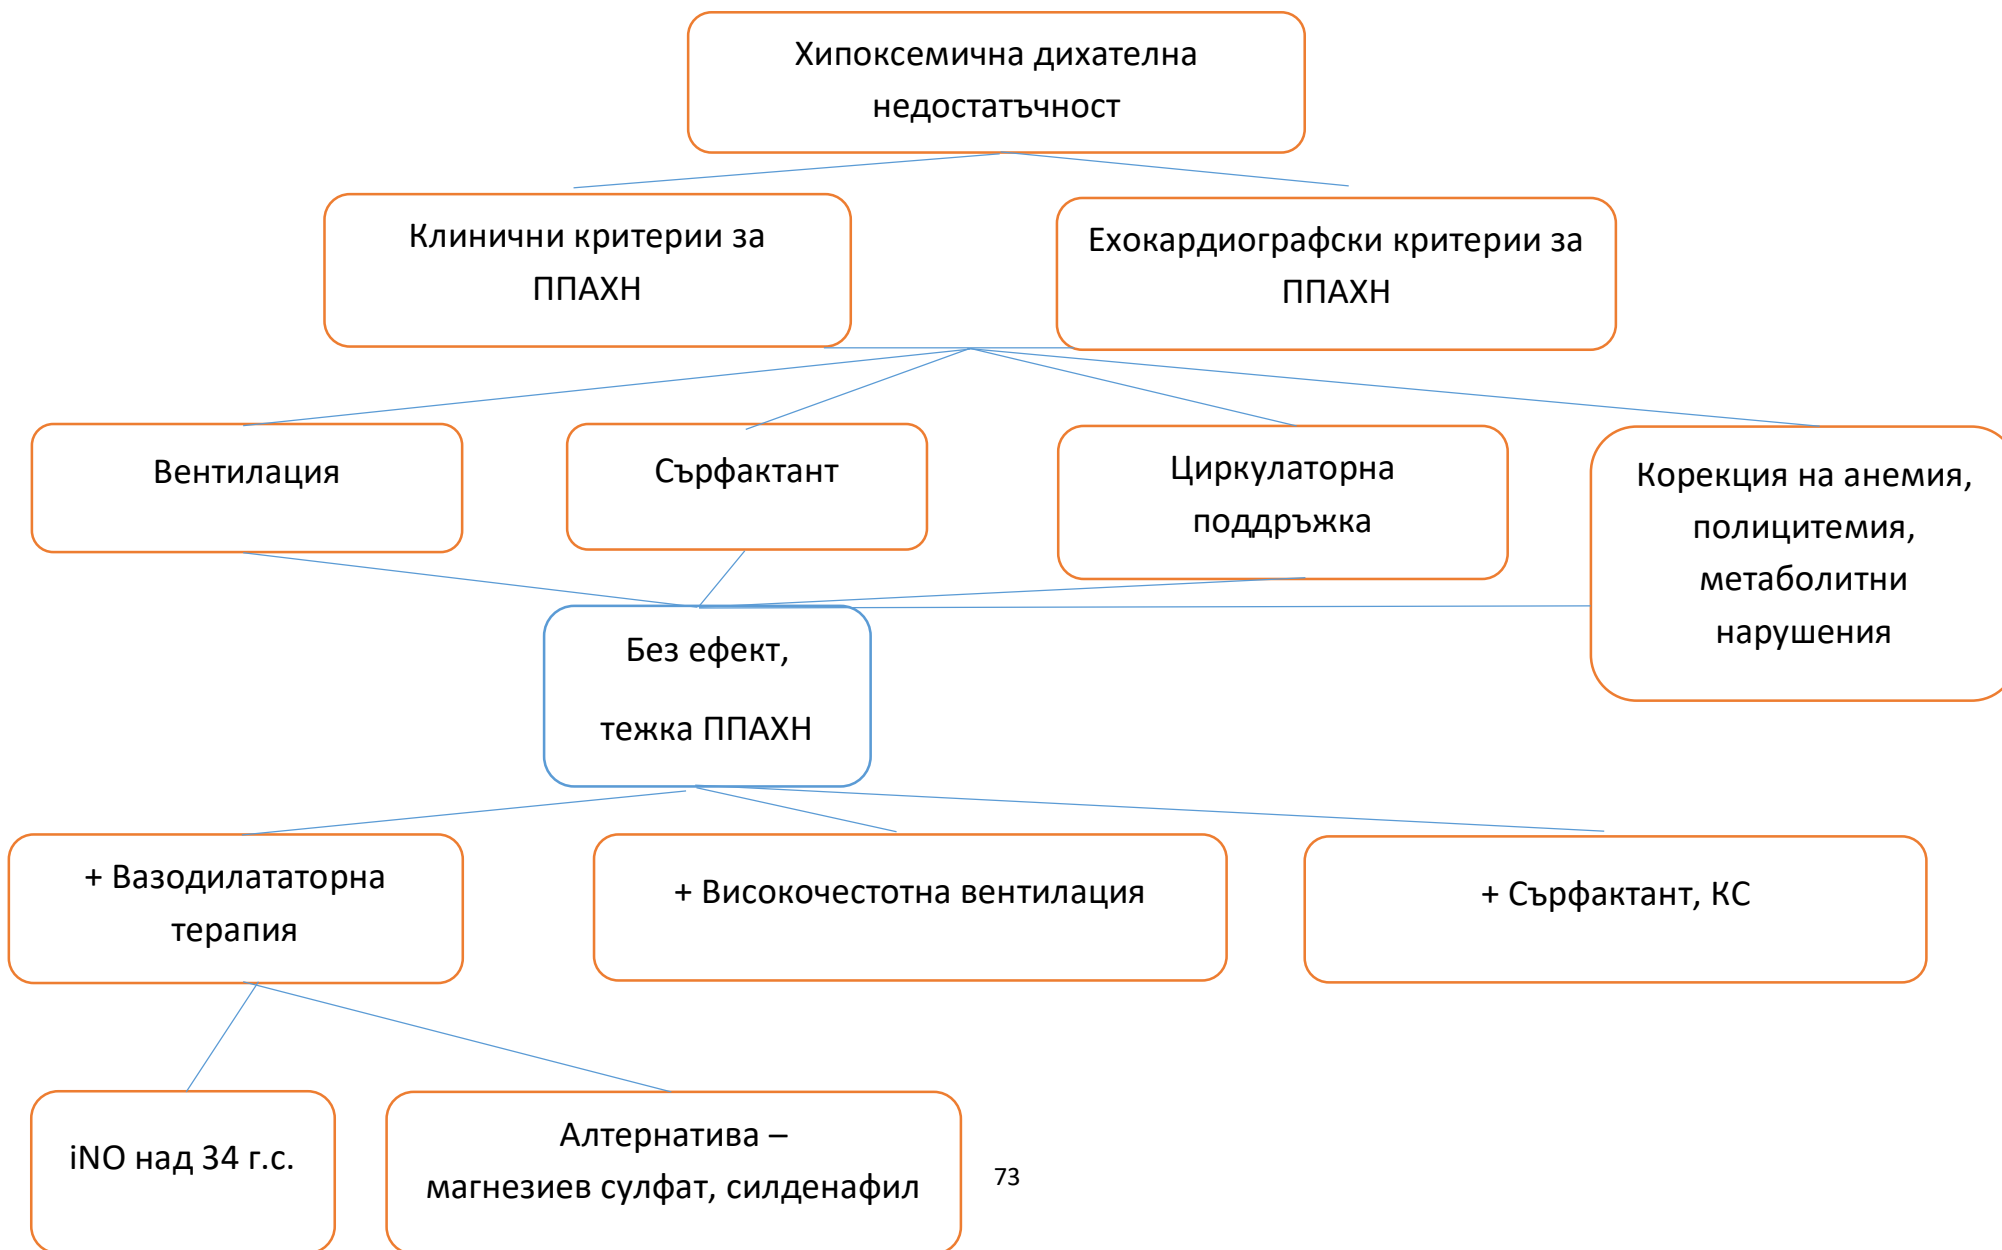 Хипоксемична дихателна
недостатъчност
Клинични критерии за
ППАХН
Ехокардиографски критерии за
ППАХН
Вентилация
Сърфактант
Циркулаторна
поддръжка
Корекция на анемия,
полицитемия,
метаболитни
нарушения
Без ефект,
тежка ППАХН
+ Вазодилататорна
терапия
+ Високочестотна вентилация
+ Сърфактант, КС
iNO над 34 г.с.
Алтернатива –
магнезиев сулфат, силденафил
73